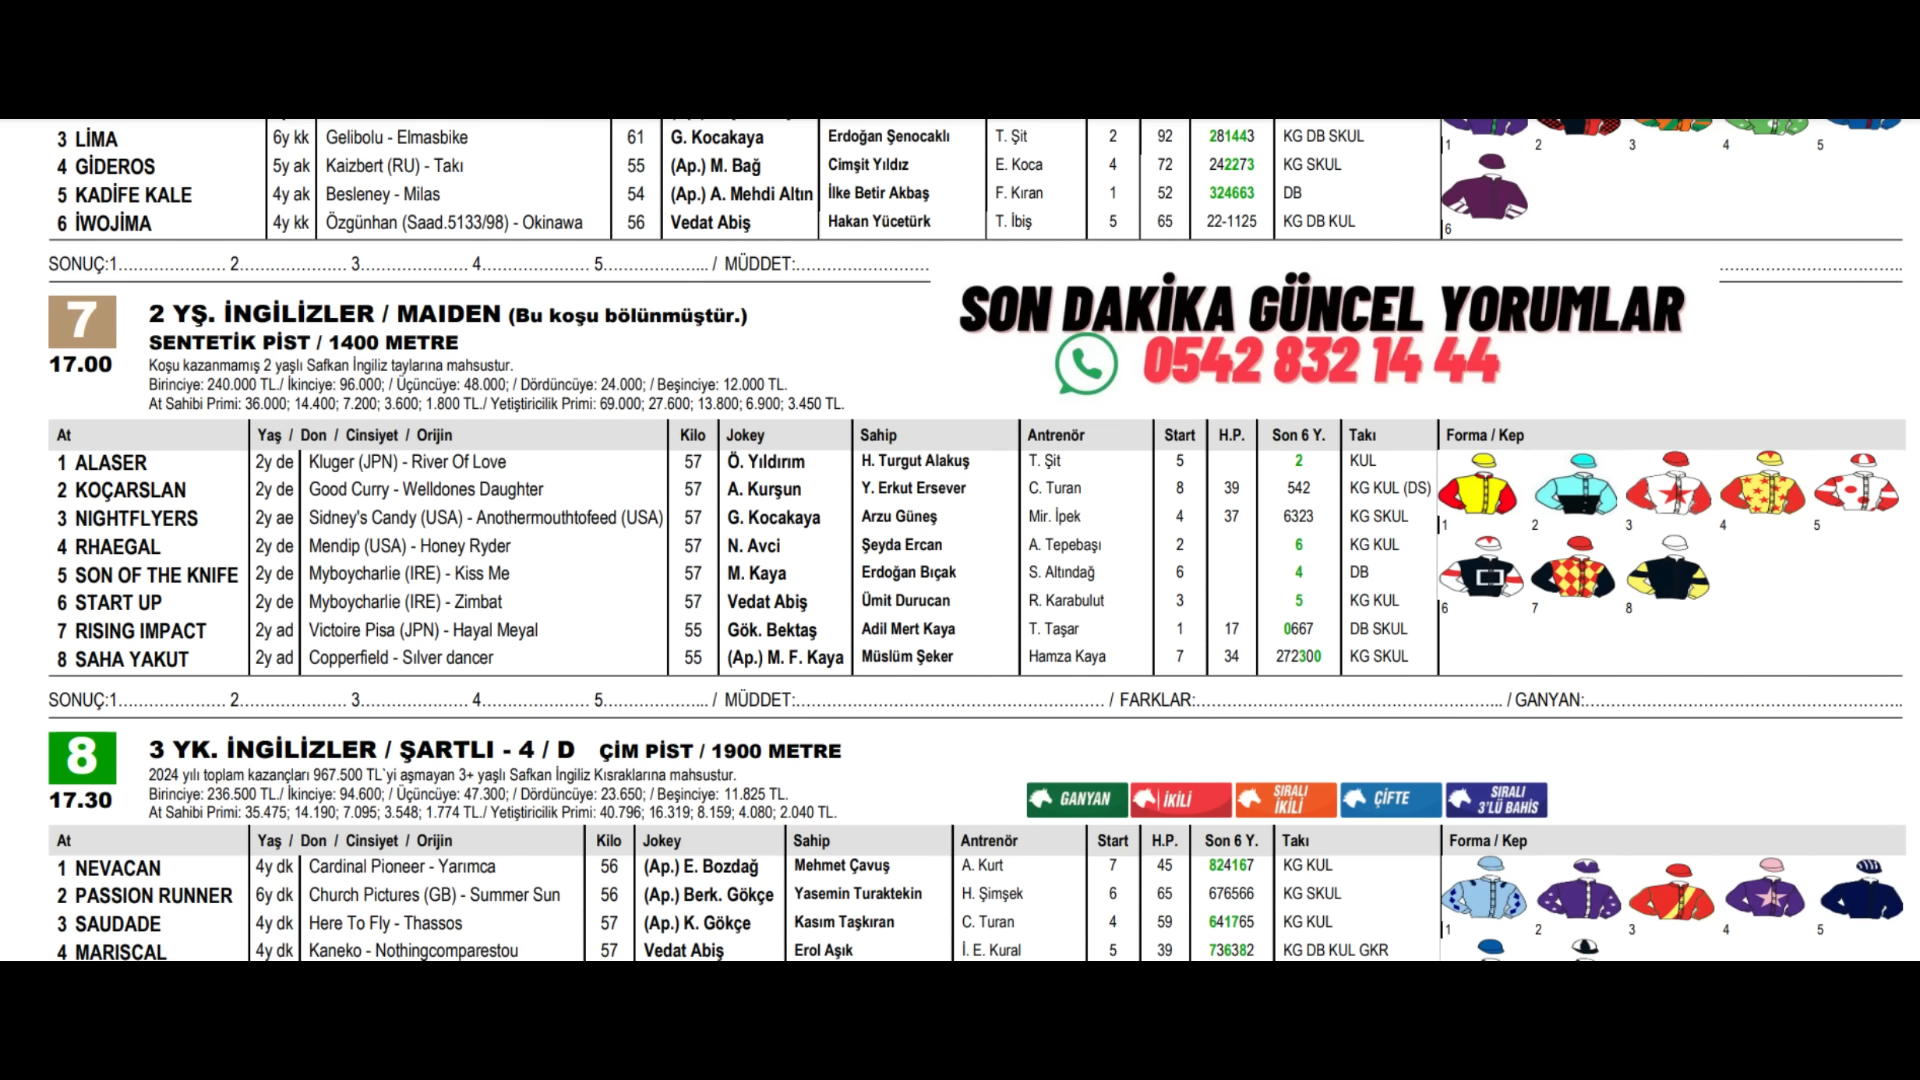 3 LİMA 6y kk Gelibolu - Elmasbike 61 G. Kocakaya Erdoğan Şenocaklı T. Şit 2 92 281443 KG DB SKUL
4 GİDEROS 5y ak Kaizbert (RU) - Takı 55 (Ap.) M. Bağ Cimşit Yıldız E. Koca 4 72 242273 KG SKUL
5 KADİFE KALE 4y ak Besleney - Milas 54 (Ap.) A. Mehdi Altın İlke Betir Akbaş F. Kıran 1 52 324663 DB
6 İWOJİMA 4y kk Özgünhan (Saad.5133/98) - Okinawa 56 Vedat Abiş Hakan Yücetürk T. İbiş 5 65 22-1125 KG DB KUL
1 2 3 4 5
6
SONUÇ:1..................... 2..................... 3..................... 4..................... 5..................... / MÜDDET:..........................
SON DAKİKA GÜNCEL YORUMLAR
0542 832 14 44
7 2 YŞ. İNGİLİZLER / MAIDEN (Bu koşu bölünmüştür.)
SENTETİK PİST / 1400 METRE
17.00 Koşu kazanmamış 2 yaşlı Safkan İngiliz taylarına mahsustur.
Birinciye: 240.000 TL./ İkinciye: 96.000; / Üçüncüye: 48.000; / Dördüncüye: 24.000; / Beşinciye: 12.000 TL.
At Sahibi Primi: 36.000; 14.400; 7.200; 3.600; 1.800 TL./ Yetiştiricilik Primi: 69.000; 27.600; 13.800; 6.900; 3.450 TL.
At Yaş / Don / Cinsiyet / Orijin Kilo Jokey Sahip Antrenör Start H.P. Son 6 Y. Takı Forma / Kep
1 ALASER 2y de Kluger (JPN) - River Of Love 57 Ö. Yıldırım H. Turgut Alakuş T. Şit 5 2 KUL
2 KOÇARSLAN 2y de Good Curry - Welldones Daughter 57 A. Kurşun Y. Erkut Ersever C. Turan 8 39 542 KG KUL (DS)
3 NIGHTFLYERS 2y ae Sidney's Candy (USA) - Anothermouthtofeed (USA) 57 G. Kocakaya Arzu Güneş Mir. İpek 4 37 6323 KG SKUL
4 RHAEGAL 2y de Mendip (USA) - Honey Ryder 57 N. Avci Şeyda Ercan A. Tepebaşı 2 6 KG KUL
5 SON OF THE KNIFE 2y de Myboycharlie (IRE) - Kiss Me 57 M. Kaya Erdoğan Bıçak S. Altındağ 6 4 DB
6 START UP 2y de Myboycharlie (IRE) - Zimbat 57 Vedat Abiş Ümit Durucan R. Karabulut 3 5 KG KUL
7 RISING IMPACT 2y ad Victoire Pisa (JPN) - Hayal Meyal 55 Gök. Bektaş Adil Mert Kaya T. Taşar 1 17 0667 DB SKUL
8 SAHA YAKUT 2y ad Copperfield - Sılver dancer 55 (Ap.) M. F. Kaya Müslüm Şeker Hamza Kaya 7 34 272300 KG SKUL
1 2 3 4 5
6 7 8
SONUÇ:1..................... 2..................... 3..................... 4..................... 5..................... / MÜDDET:............................................................. / FARKLAR:............................................................. / GANYAN:.............................................................
8 3 YK. İNGİLİZLER / ŞARTLI - 4 / D ÇİM PİST / 1900 METRE
2024 yılı toplam kazançları 967.500 TL`yi aşmayan 3+ yaşlı Safkan İngiliz Kısraklarına mahsustur.
17.30 Birinciye: 236.500 TL./ İkinciye: 94.600; / Üçüncüye: 47.300; / Dördüncüye: 23.650; / Beşinciye: 11.825 TL.
At Sahibi Primi: 35.475; 14.190; 7.095; 3.548; 1.774 TL./ Yetiştiricilik Primi: 40.796; 16.319; 8.159; 4.080; 2.040 TL.
GANYAN İKİLİ SIRALI İKİLİ ÇİFTE SIRALI 3'LÜ BAHİS
At Yaş / Don / Cinsiyet / Orijin Kilo Jokey Sahip Antrenör Start H.P. Son 6 Y. Takı Forma / Kep
1 NEVACAN 4y dk Cardinal Pioneer - Yarımca 56 (Ap.) E. Bozdağ Mehmet Çavuş A. Kurt 7 45 824167 KG KUL
2 PASSION RUNNER 6y dk Church Pictures (GB) - Summer Sun 56 (Ap.) Berk. Gökçe Yasemin Turaktekin H. Şimşek 6 65 676566 KG SKUL
3 SAUDADE 4y dk Here To Fly - Thassos 57 (Ap.) K. Gökçe Kasım Taşkıran C. Turan 4 59 641765 KG KUL
4 MARISCAL 4y dk Kaneko - Nothingcomparestou 57 Vedat Abiş Erol Aşık İ. E. Kural 5 39 736382 KG DB KUL GKR
1 2 3 4 5